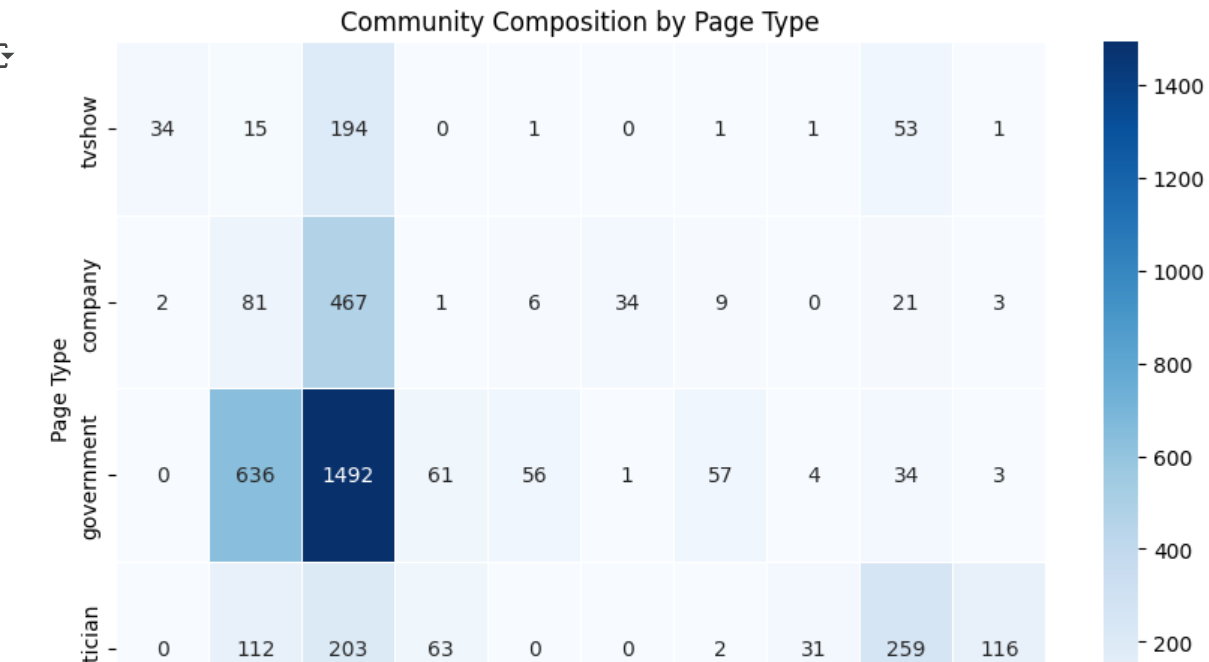 Community Composition by Page Type
tvshow 34 15 194 0 1 0 1 1 53 1
company 2 81 467 1 6 34 9 0 21 3
government 0 636 1492 61 56 1 57 4 34 3
tician 0 112 203 63 0 0 2 31 259 116
Page Type
1400
1200
1000
800
600
400
200